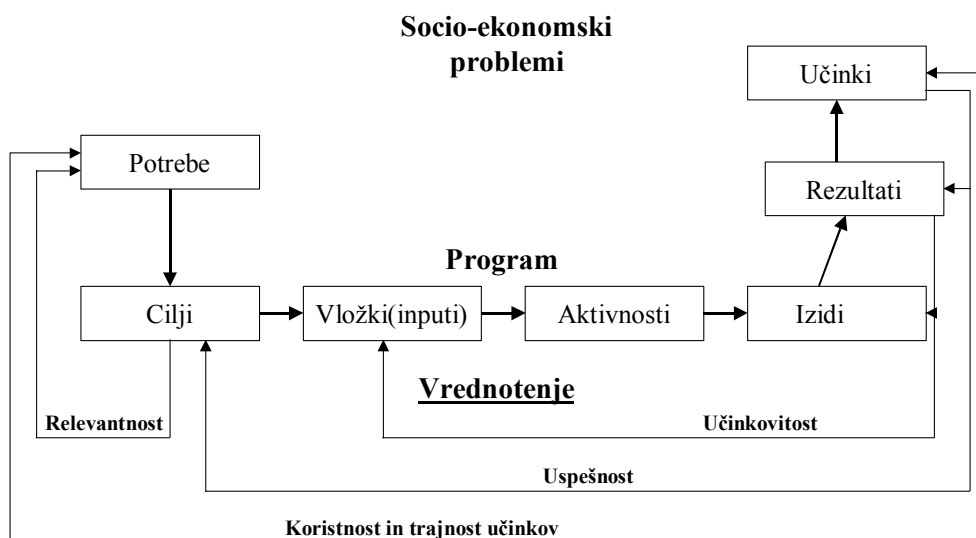 Socio-ekonomski
problemi
Učinki
Potrebe
Rezultati
Program
Cilji
Vložki(inputi)
Aktivnosti
Izidi
Vrednotenje
Relevantnost
Učinkovitost
Uspešnost
Koristnost in trajnost učinkov